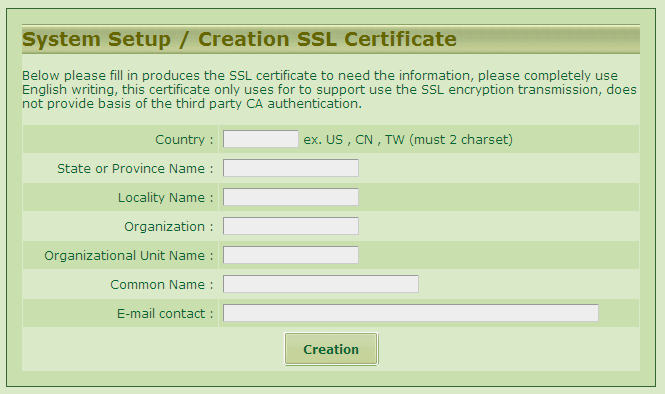 System Setup / Creation SSL Certificate
Below please fill in produces the SSL certificate to need the information, please completely use
English writing, this certificate only uses for to support use the SSL encryption transmission, does
not provide basis of the third party CA authentication.
Country : ex. US , CN , TW (must 2 charset)
State or Province Name :
Locality Name :
Organization :
Organizational Unit Name :
Common Name :
E-mail contact :
Creation